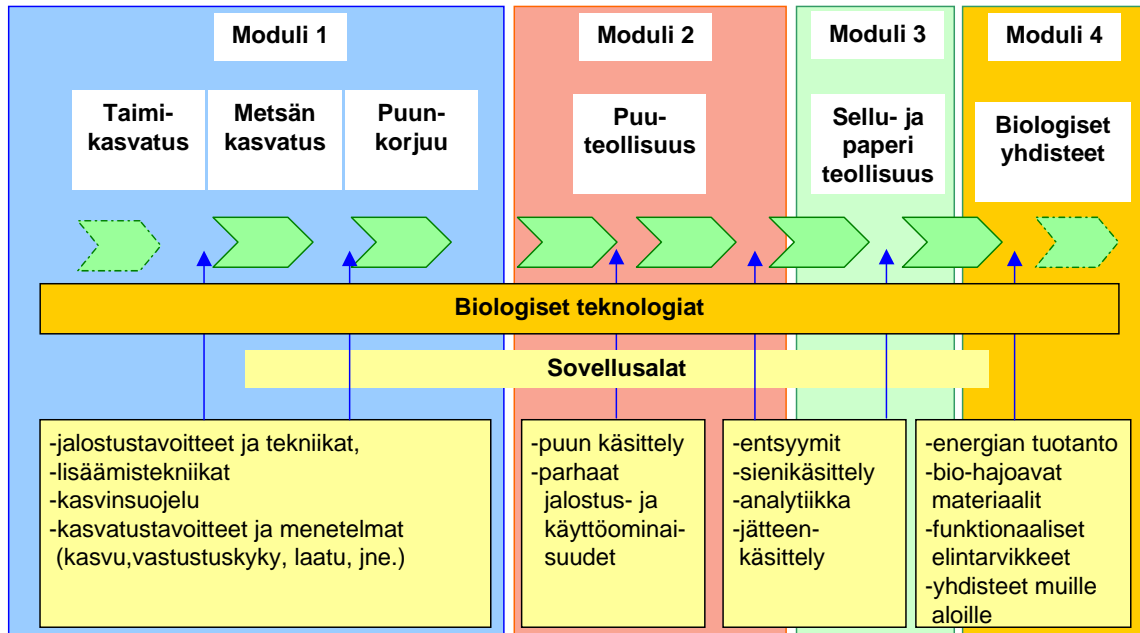 Moduli 1
Moduli 2
Moduli 3
Moduli 4
Taimi-
kasvatus
Metsän
kasvatus
Puun-
korjuu
Puu-
teollisuus
Sellu- ja
paperi
teollisuus
Biologiset
yhdisteet
Biologiset teknologiat
Sovellusalat
-jalostustavoitteet ja tekniikat,
-lisäämistekniikat
-kasvinsuojelu
-kasvatustavoitteet ja menetelmat
(kasvu,vastustuskyky, laatu, jne.)
-puun käsittely
-parhaat
jalostus- ja
käyttöominai-
suudet
-entsyymit
-sienikäsittely
-analytiikka
-jätteen-
käsittely
-energian tuotanto
-bio-hajoavat
materiaalit
-funktionaaliset
elintarvikkeet
-yhdisteet muille
aloille